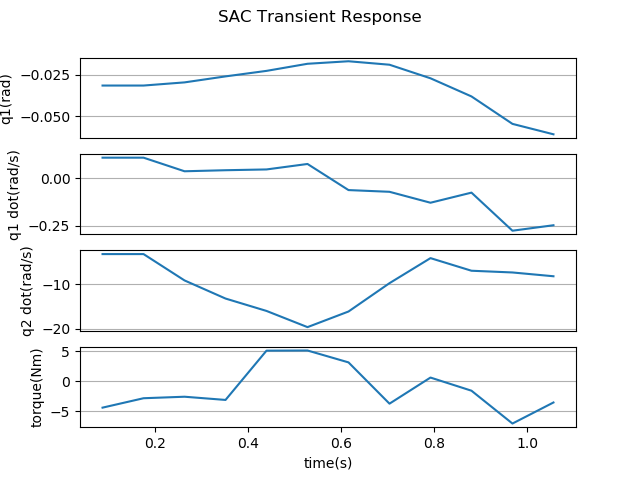 SAC Transient Response
q1(rad)
−0.025
−0.050
q1 dot(rad/s)
0.00
−0.25
q2 dot(rad/s)
−10
−20
torque(Nm)
5
0
−5
0.2 0.4 0.6 0.8 1.0
time(s)